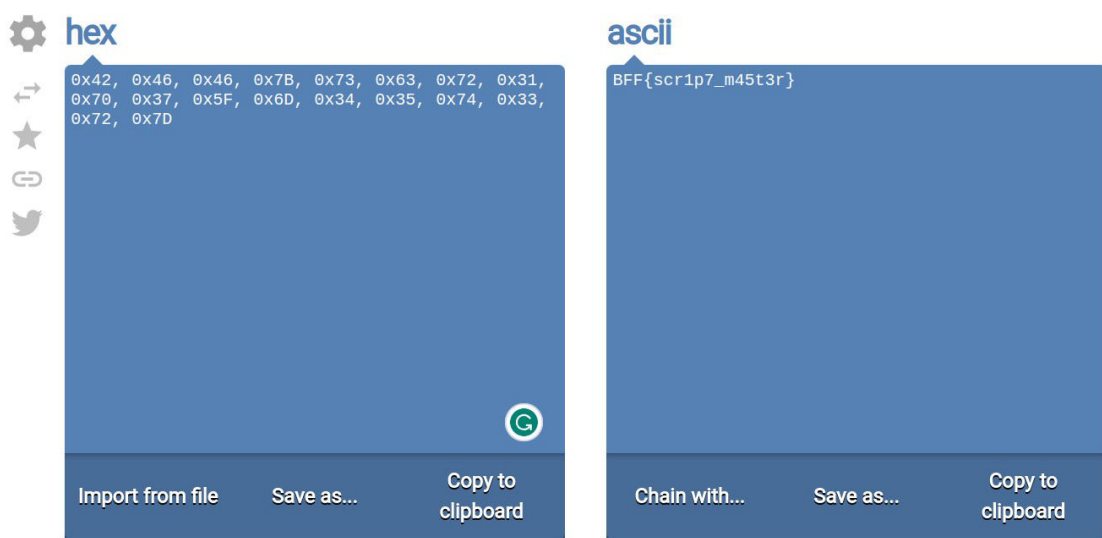 hex
0x42, 0x46, 0x46, 0x7B, 0x73, 0x63, 0x72, 0x31,
0x70, 0x37, 0x5F, 0x6D, 0x34, 0x35, 0x74, 0x33,
0x72, 0x7D
Import from file
Save as...
Copy to
clipboard
ascii
BFF{scr1p7_m45t3r}
Chain with...
Save as...
Copy to
clipboard